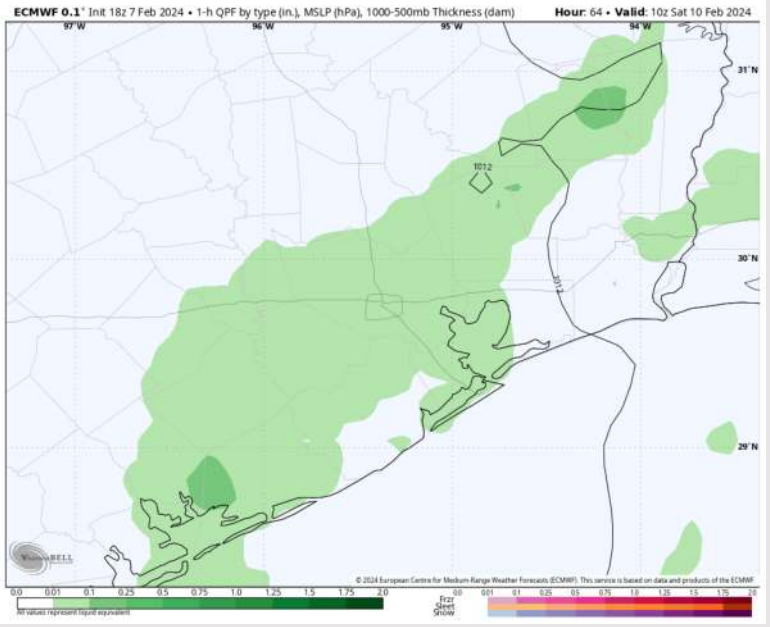 ECMWF 0.1° Init 18z 7 Feb 2024 • 1-h QPF by type (in.), MSLP (hPa), 1000-500mb Thickness (dam) Hour: 64 • Valid: 10z Sat 10 Feb 2024
97°W 96°W 95°W 94°W
31°N
1012
30°N
1012
29°N
WeatherBELL
© 2024 European Centre for Medium-Range Weather Forecasts (ECMWF). This service is based on data and products of the ECMWF
0.0 0.01 0.1 0.25 0.5 1.0 1.25 1.5 1.75 2.0 0.0 0.01 0.1 0.25 0.5 0.75 1.0 1.25 1.5 1.75 2.0
Frzr
Sleet
Snow
All values represent liquid equivalent